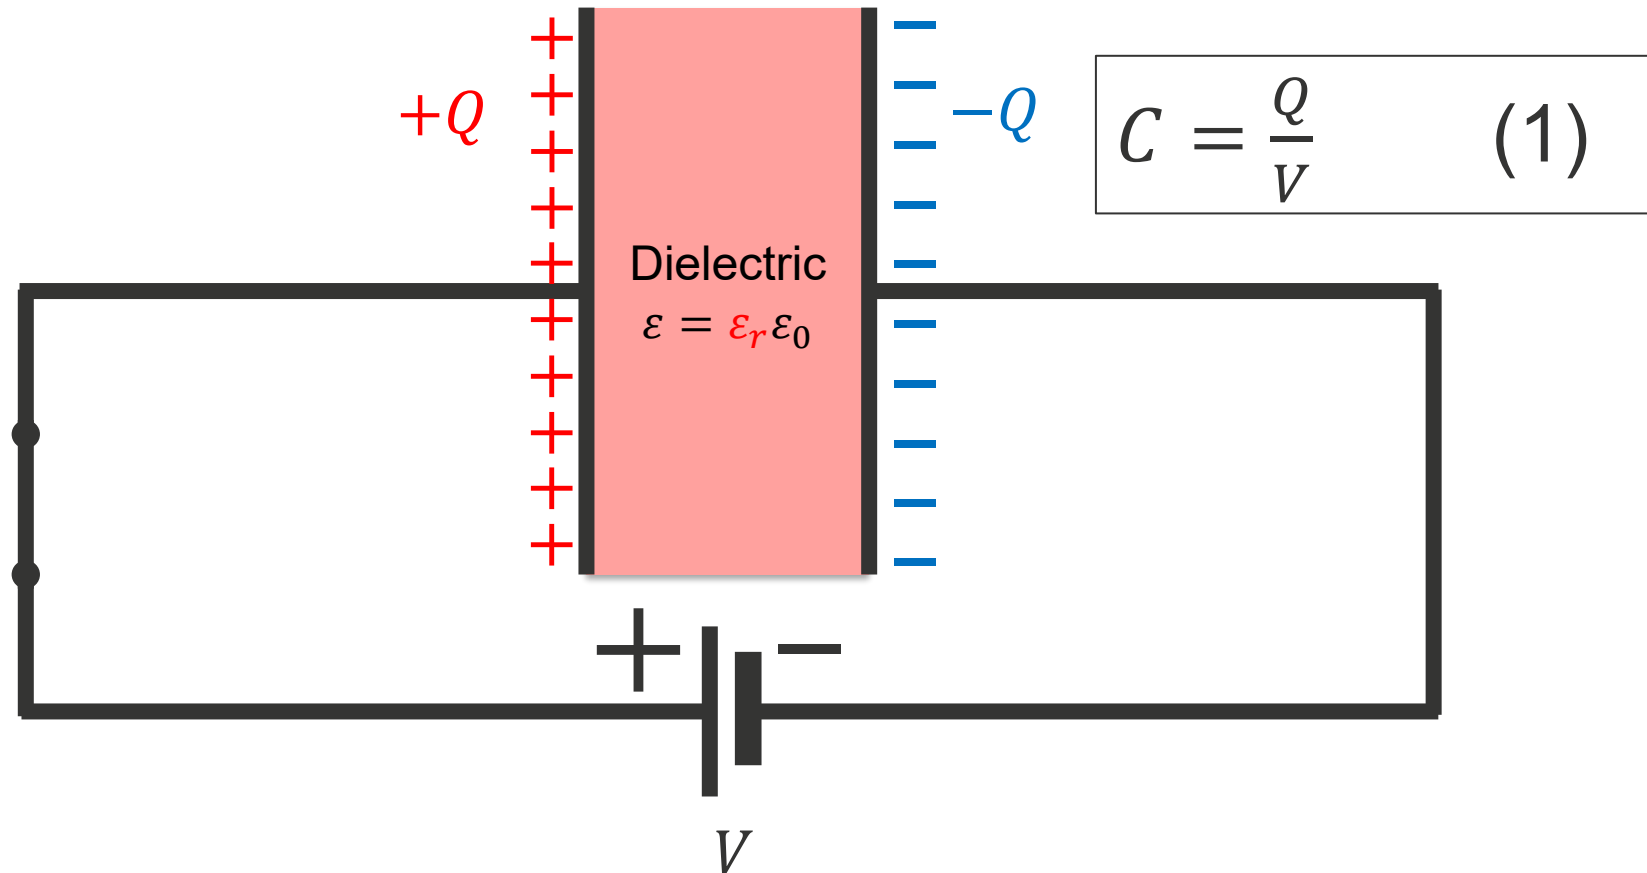 +Q
−Q
C = Q/V (1)
Dielectric
ε = εᵣε₀
+ −
V